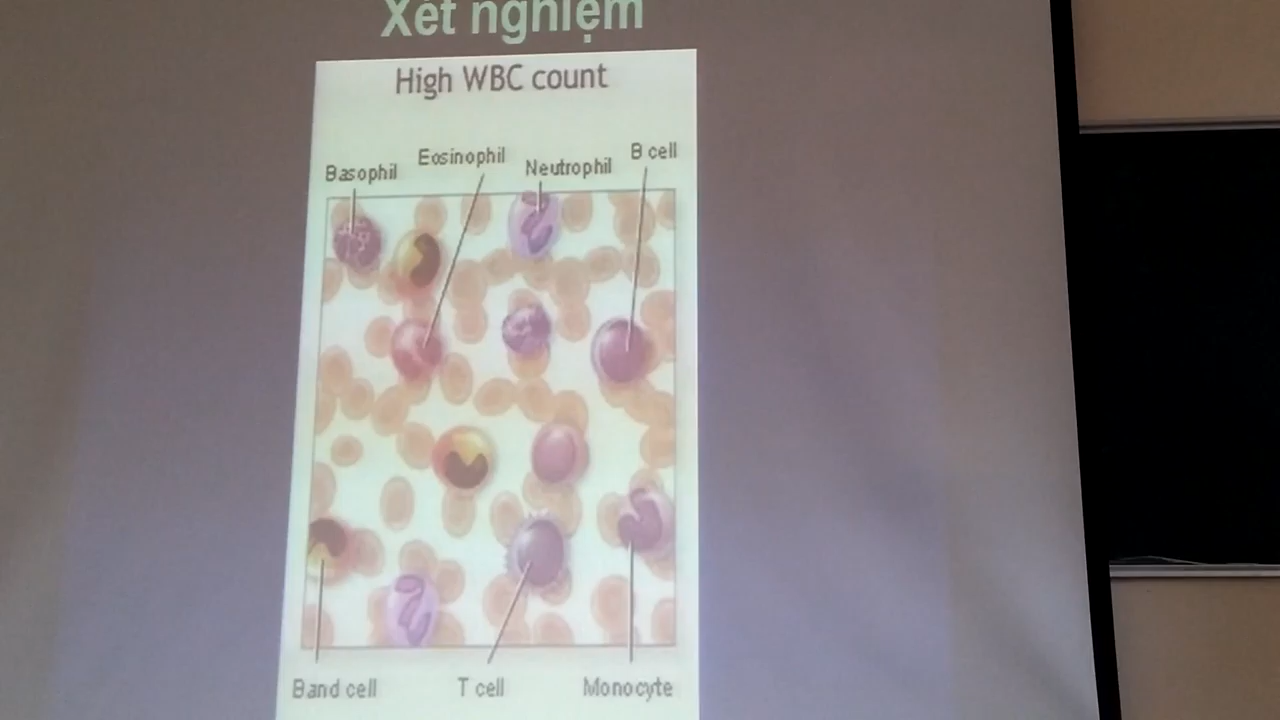 Xét nghiệm
High WBC count
Basophil
Eosinophil
Neutrophil
B cell
Band cell
T cell
Monocyte